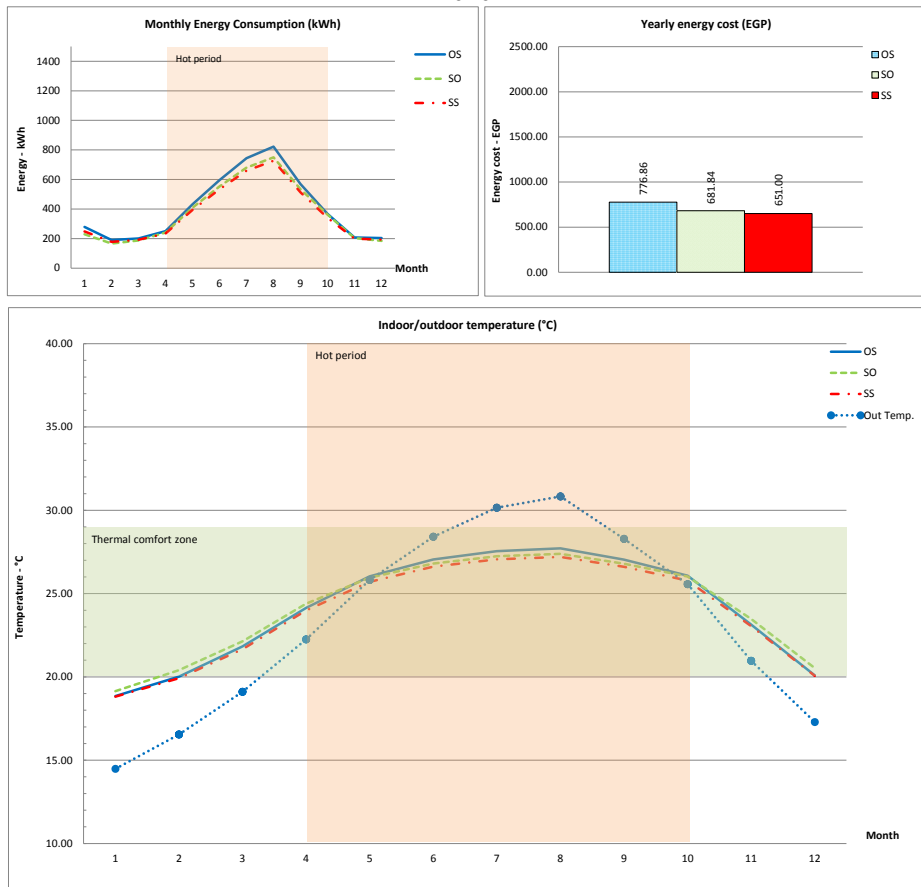 Monthly Energy Consumption (kWh)
Hot period
1400
1200
1000
800
600
400
200
0
Energy - kWh
1 2 3 4 5 6 7 8 9 10 11 12
Month
OS
SO
SS
Yearly energy cost (EGP)
2500.00
2000.00
1500.00
1000.00
500.00
0.00
Energy cost - EGP
776.86
681.84
651.00
OS
SO
SS
Indoor/outdoor temperature (°C)
Hot period
40.00
35.00
30.00
25.00
20.00
15.00
10.00
Temperature - °C
Thermal comfort zone
OS
SO
SS
Out Temp.
Month
1 2 3 4 5 6 7 8 9 10 11 12